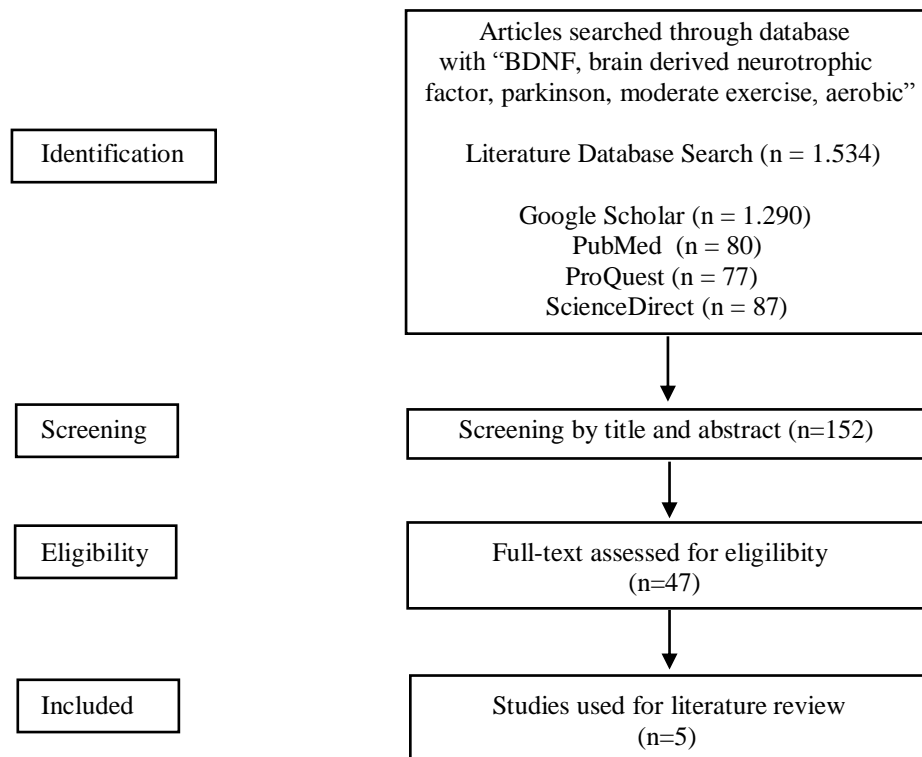 Articles searched through database
with “BDNF, brain derived neurotrophic
factor, parkinson, moderate exercise, aerobic”
Identification
Literature Database Search (n = 1.534)
Google Scholar (n = 1.290)
PubMed (n = 80)
ProQuest (n = 77)
ScienceDirect (n = 87)
Screening
Screening by title and abstract (n=152)
Eligibility
Full-text assessed for eligilibity
(n=47)
Included
Studies used for literature review
(n=5)